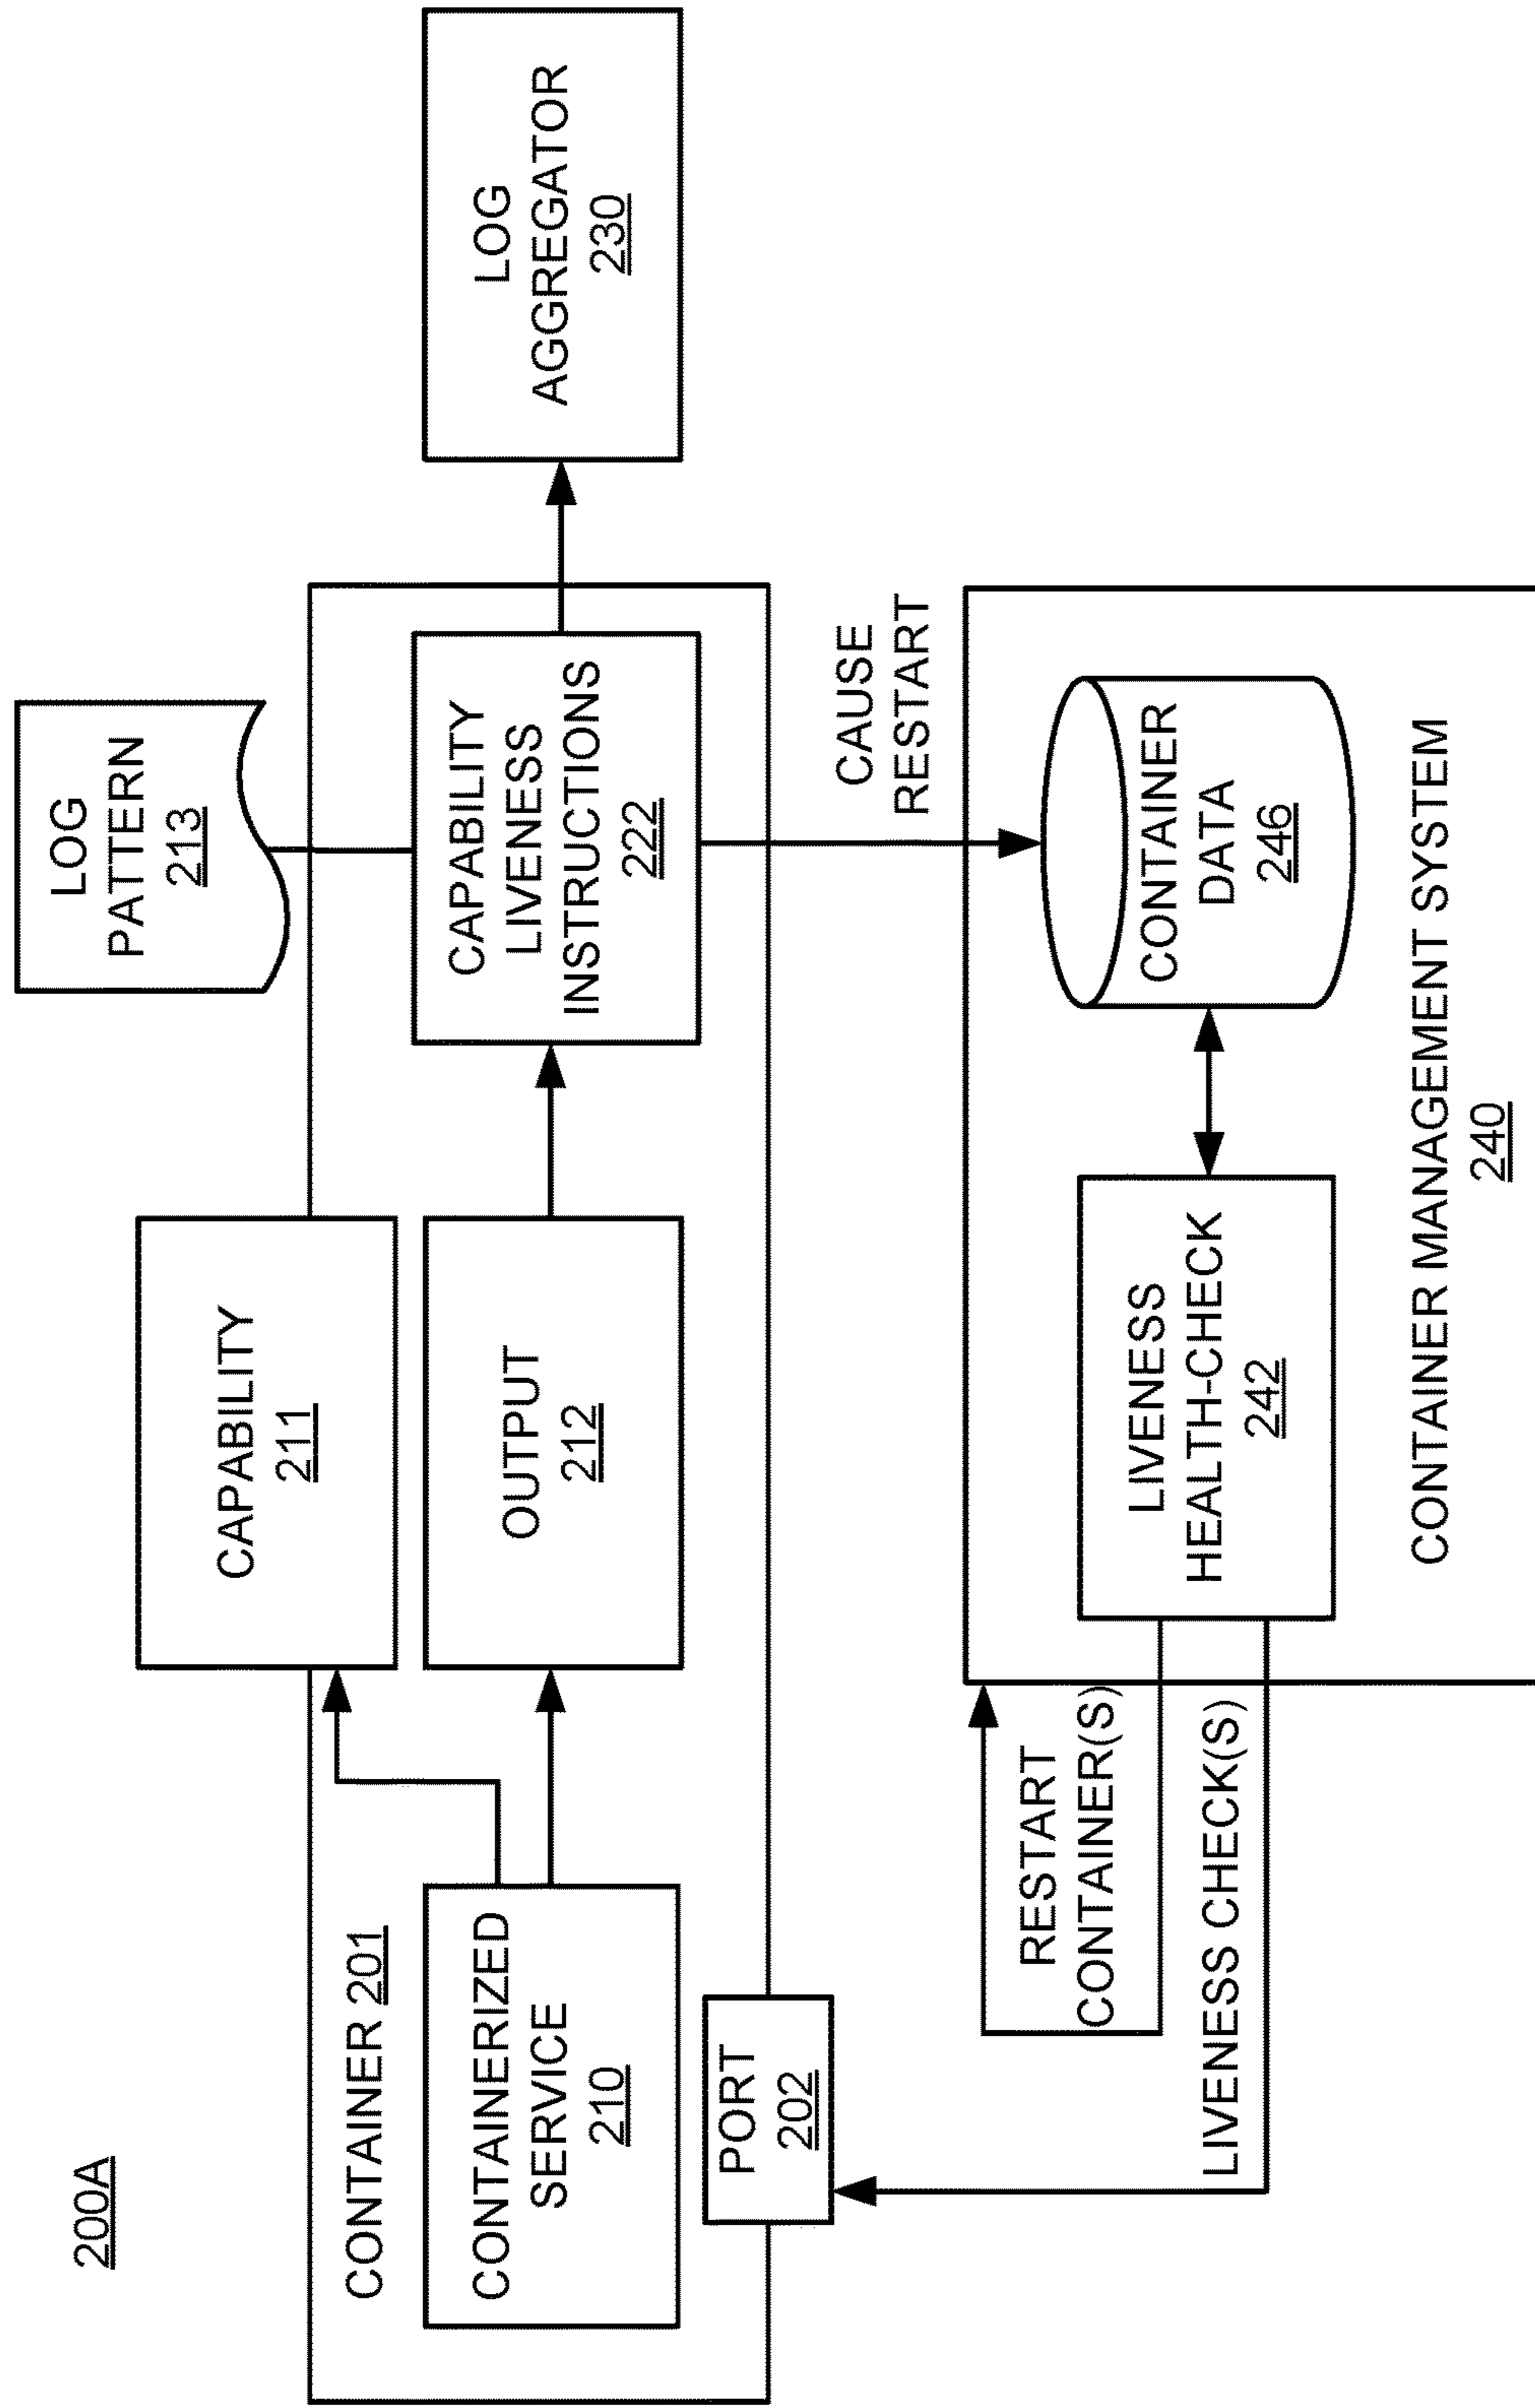 200A
CONTAINER 201
CONTAINERIZED
SERVICE
210
PORT
202
CAPABILITY
211
OUTPUT
212
LOG
PATTERN
213
CAPABILITY
LIVENESS
INSTRUCTIONS
222
LOG
AGGREGATOR
230
CAUSE
RESTART
RESTART
CONTAINER(S)
LIVENESS CHECK(S)
LIVENESS
HEALTH-CHECK
242
CONTAINER
DATA
246
CONTAINER MANAGEMENT SYSTEM
240